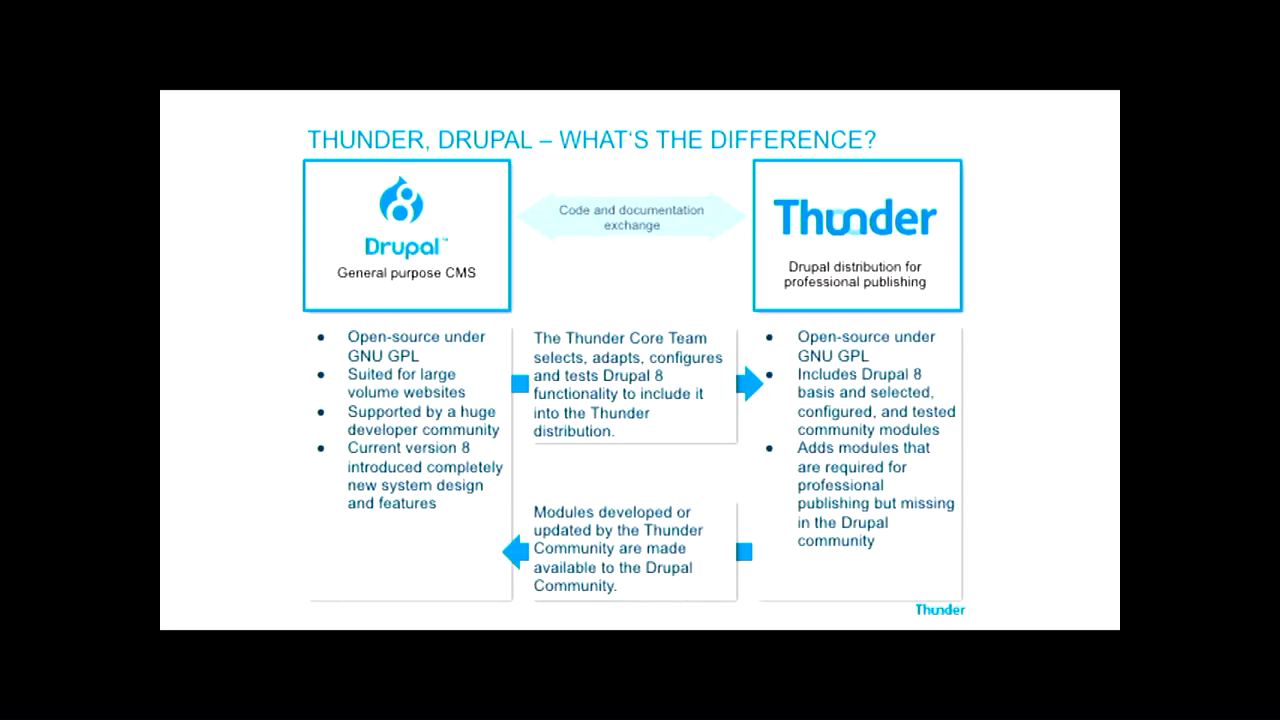 THUNDER, DRUPAL – WHAT'S THE DIFFERENCE?
Drupal™
General purpose CMS
Code and documentation
exchange
Thunder
Drupal distribution for
professional publishing
● Open-source under
GNU GPL
● Suited for large
volume websites
● Supported by a huge
developer community
● Current version 8
introduced completely
new system design
and features
The Thunder Core Team
selects, adapts, configures
and tests Drupal 8
functionality to include it
into the Thunder
distribution.
Modules developed or
updated by the Thunder
Community are made
available to the Drupal
Community.
● Open-source under
GNU GPL
● Includes Drupal 8
basis and selected,
configured, and tested
community modules
● Adds modules that
are required for
professional
publishing but missing
in the Drupal
community
Thunder